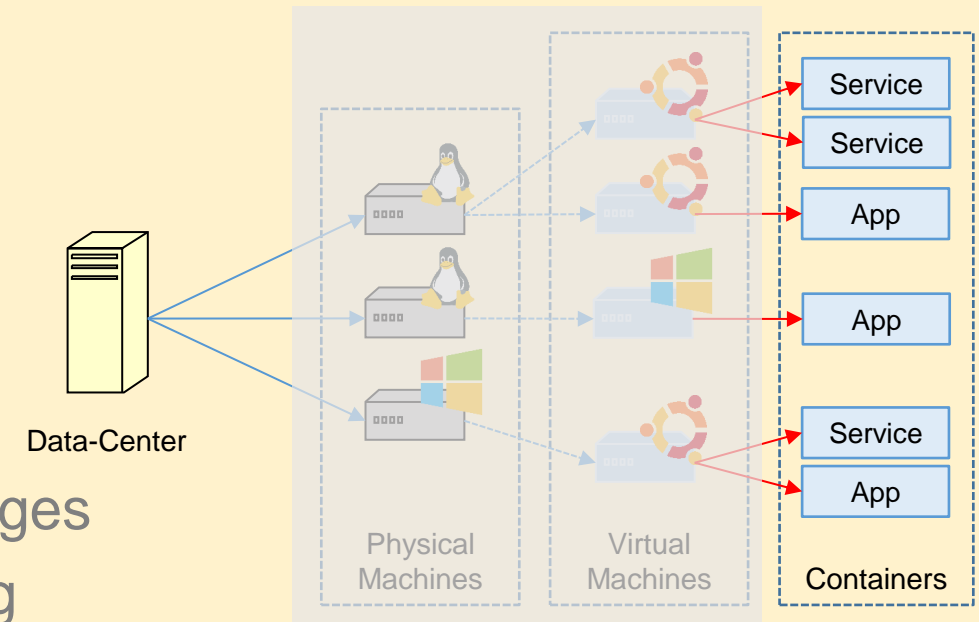 Service
Service
App
App
Service
App
Data-Center
ges
g
Physical
Machines
Virtual
Machines
Containers